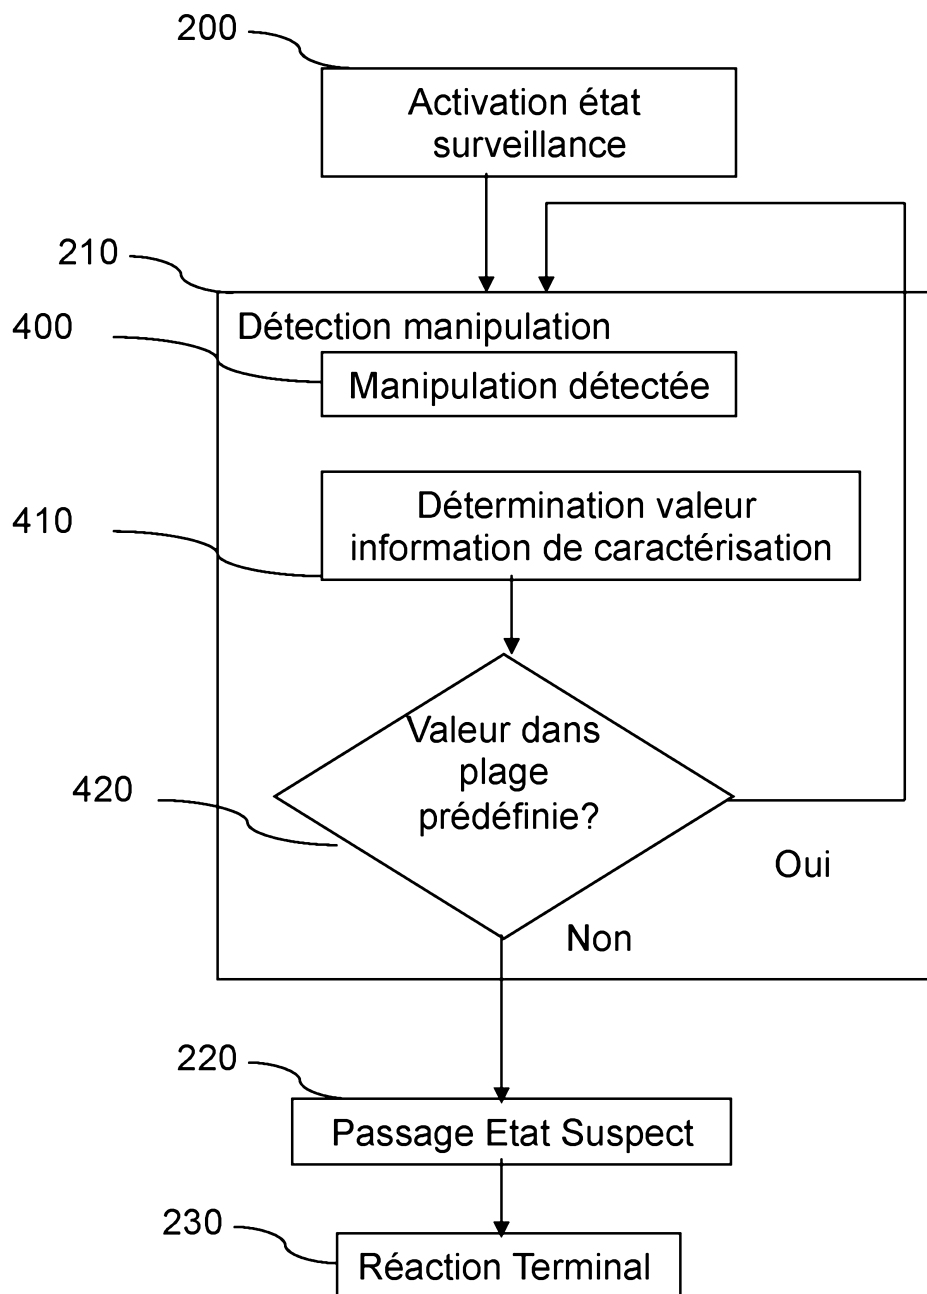 200
Activation état
surveillance
210
Détection manipulation
400
Manipulation détectée
410
Détermination valeur
information de caractérisation
420
Valeur dans
plage
prédéfinie?
Oui
Non
220
Passage Etat Suspect
230
Réaction Terminal